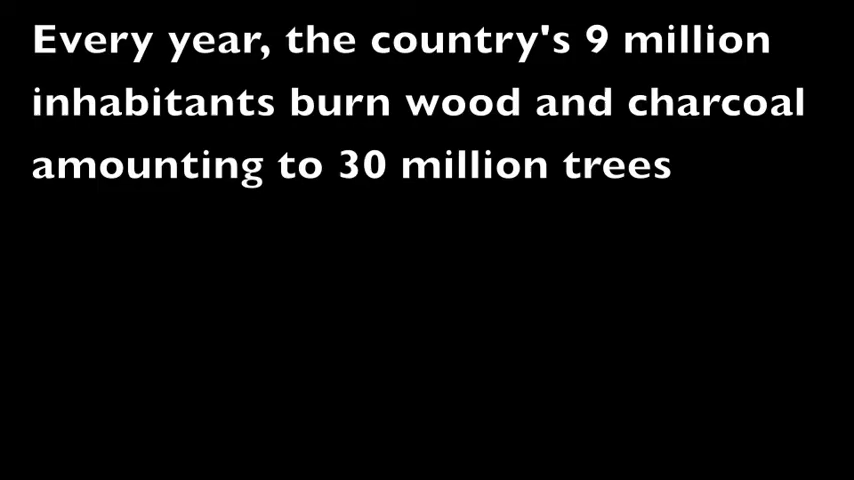 Every year, the country's 9 million
inhabitants burn wood and charcoal
amounting to 30 million trees